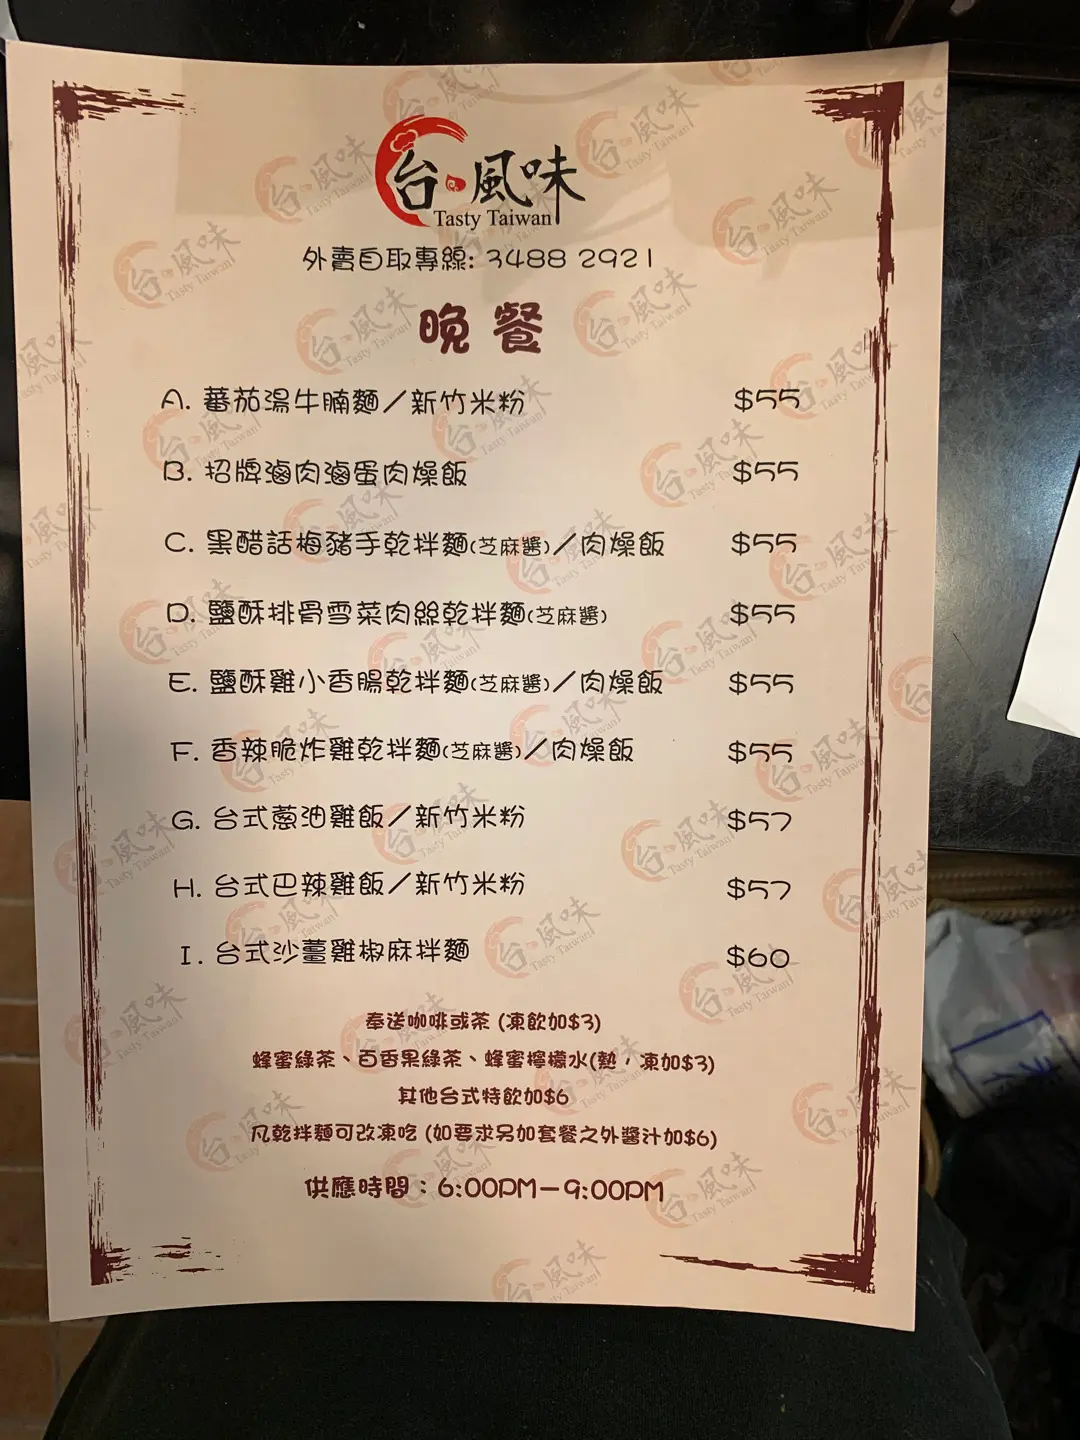 台風味
Tasty Taiwan
外賣自取專線: 3488 2921
晚餐
A. 蕃茄湯牛腩麵／新竹米粉 $55
B. 招牌滷肉滷蛋肉燥飯 $55
C. 黑醋話梅豬手乾拌麵(芝麻醬)／肉燥飯 $55
D. 鹽酥排骨雪菜肉絲乾拌麵(芝麻醬) $55
E. 鹽酥雞小香腸乾拌麵(芝麻醬)／肉燥飯 $55
F. 香辣脆炸雞乾拌麵(芝麻醬)／肉燥飯 $55
G. 台式蔥油雞飯／新竹米粉 $57
H. 台式巴辣雞飯／新竹米粉 $57
I. 台式沙薑雞椒麻拌麵 $60
奉送咖啡或茶 (凍飲加$3)
蜂蜜綠茶、百香果綠茶、蜂蜜檸檬水(熱，凍加$3)
其他台式特飲加$6
凡乾拌麵可改凍吃 (如要求另加套餐之外醬汁加$6)
供應時間：6:00PM－9:00PM